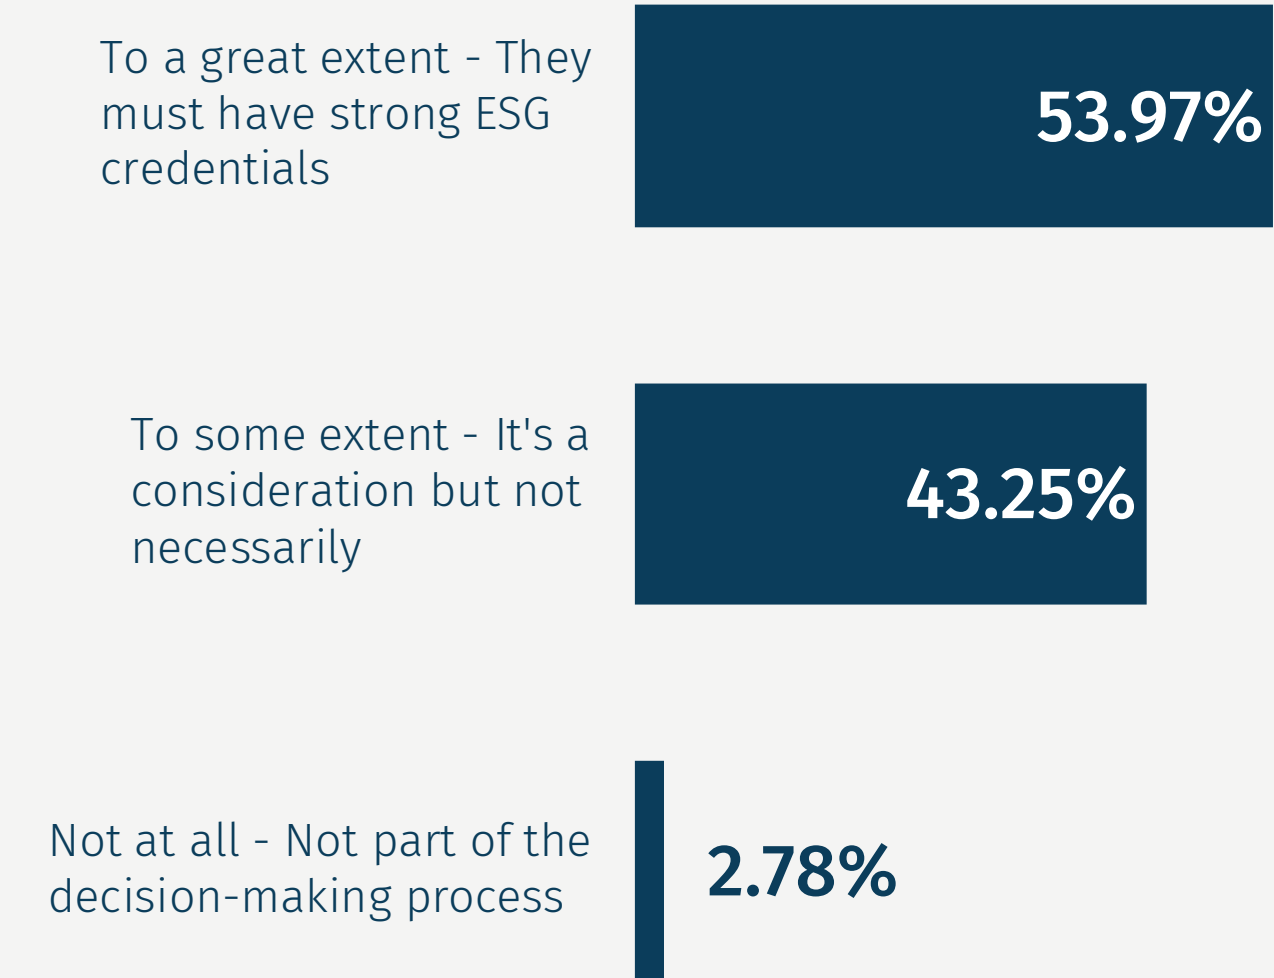 To a great extent - They
must have strong ESG
credentials
53.97%
To some extent - It's a
consideration but not
necessarily
43.25%
Not at all - Not part of the
decision-making process
2.78%